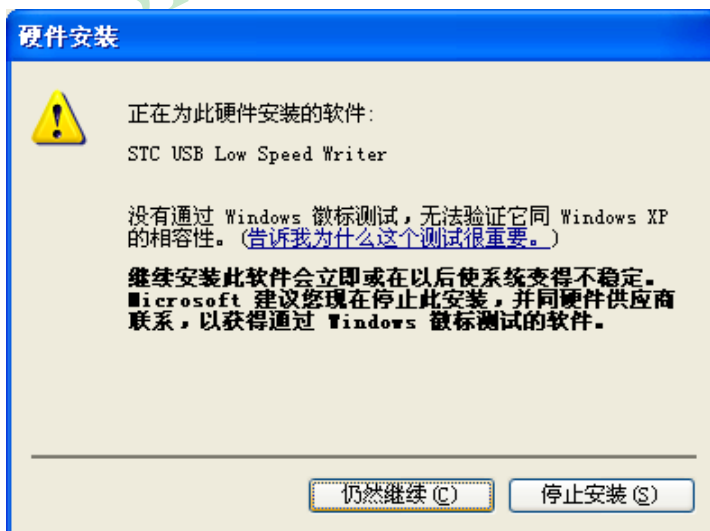 硬件安装
正在为此硬件安装的软件:
STC USB Low Speed Writer
没有通过 Windows 徽标测试，无法验证它同 Windows XP
的相容性。(告诉我为什么这个测试很重要。)
继续安装此软件会立即或在以后使系统变得不稳定。
Microsoft 建议您现在停止此安装，并同硬件供应商
联系，以获得通过 Windows 徽标测试的软件。
仍然继续(C) 停止安装(S)